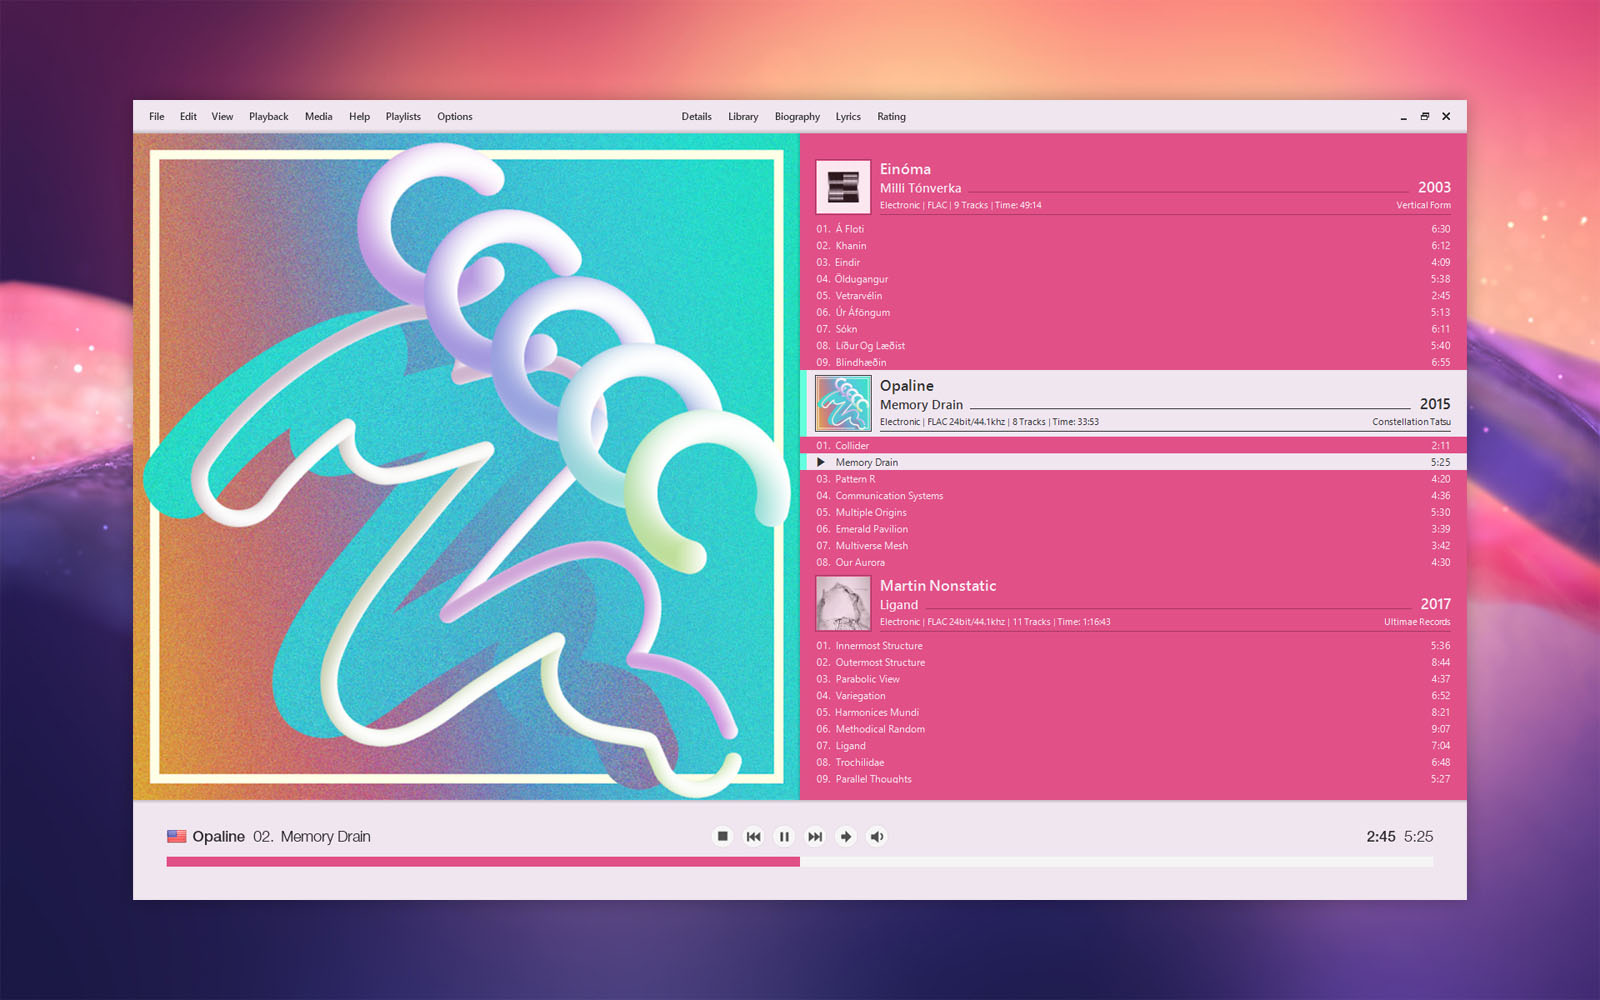 File Edit View Playback Media Help Playlists Options Details Library Biography Lyrics Rating
Einóma
Milli Tónverka 2003
Electronic | FLAC | 9 Tracks | Time: 49:14 Vertical Form
01. Á Floti 6:30
02. Khanin 6:12
03. Eindir 4:09
04. Öldugangur 5:38
05. Vetrarvélin 2:45
06. Úr Áföngum 5:13
07. Sókn 6:11
08. Líður Og Læðist 5:40
09. Blindhæðin 6:55
Opaline
Memory Drain 2015
Electronic | FLAC 24bit/44.1khz | 8 Tracks | Time: 33:53 Constellation Tatsu
01. Collider 2:11
Memory Drain 5:25
03. Pattern R 4:20
04. Communication Systems 4:36
05. Multiple Origins 5:30
06. Emerald Pavilion 3:39
07. Multiverse Mesh 3:42
08. Our Aurora 4:30
Martin Nonstatic
Ligand 2017
Electronic | FLAC 24bit/44.1khz | 11 Tracks | Time: 1:16:43 Ultimae Records
01. Innermost Structure 5:36
02. Outermost Structure 8:44
03. Parabolic View 4:37
04. Variegation 6:52
05. Harmonices Mundi 8:21
06. Methodical Random 9:07
07. Ligand 7:04
08. Trochilidae 6:48
09. Parallel Thoughts 5:27
Opaline 02. Memory Drain 2:45 5:25